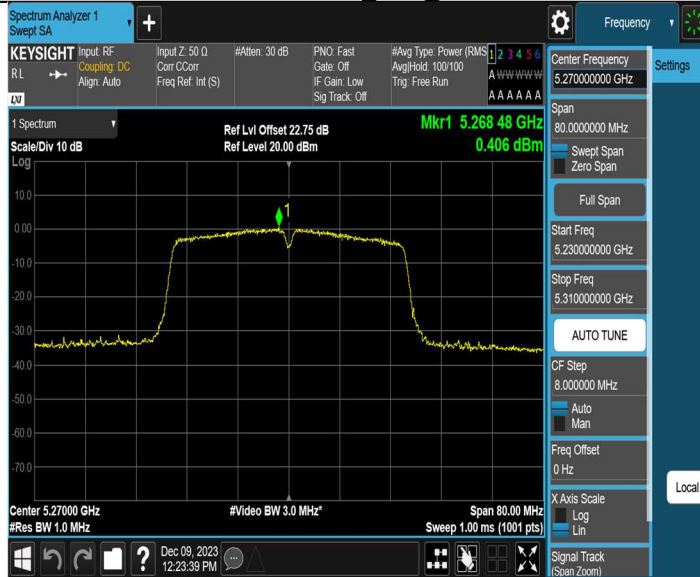 Spectrum Analyzer 1
Swept SA
+
Frequency
KEYSIGHT
R L
LXI
Input: RF
Coupling: DC
Align: Auto
Input Z: 50 Ω
Corr CCorr
Freq Ref: Int (S)
#Atten: 30 dB
PNO: Fast
Gate: Off
IF Gain: Low
Sig Track: Off
#Avg Type: Power (RMS
Avg|Hold: 100/100
Trig: Free Run
1 2 3 4 5 6
A W W W W W
A A A A A A
1 Spectrum
Scale/Div 10 dB
Ref Lvl Offset 22.75 dB
Ref Level 20.00 dBm
Mkr1 5.268 48 GHz
0.406 dBm
Log
10.0
0.00
-10.0
-20.0
-30.0
-40.0
-50.0
-60.0
-70.0
1
Center 5.27000 GHz
#Res BW 1.0 MHz
#Video BW 3.0 MHz*
Span 80.00 MHz
Sweep 1.00 ms (1001 pts)
?
Dec 09, 2023
12:23:39 PM
Center Frequency
5.270000000 GHz
Span
80.0000000 MHz
Swept Span
Zero Span
Full Span
Start Freq
5.230000000 GHz
Stop Freq
5.310000000 GHz
AUTO TUNE
CF Step
8.000000 MHz
Auto
Man
Freq Offset
0 Hz
X Axis Scale
Log
Lin
Signal Track
(Span Zoom)
Settings
Local